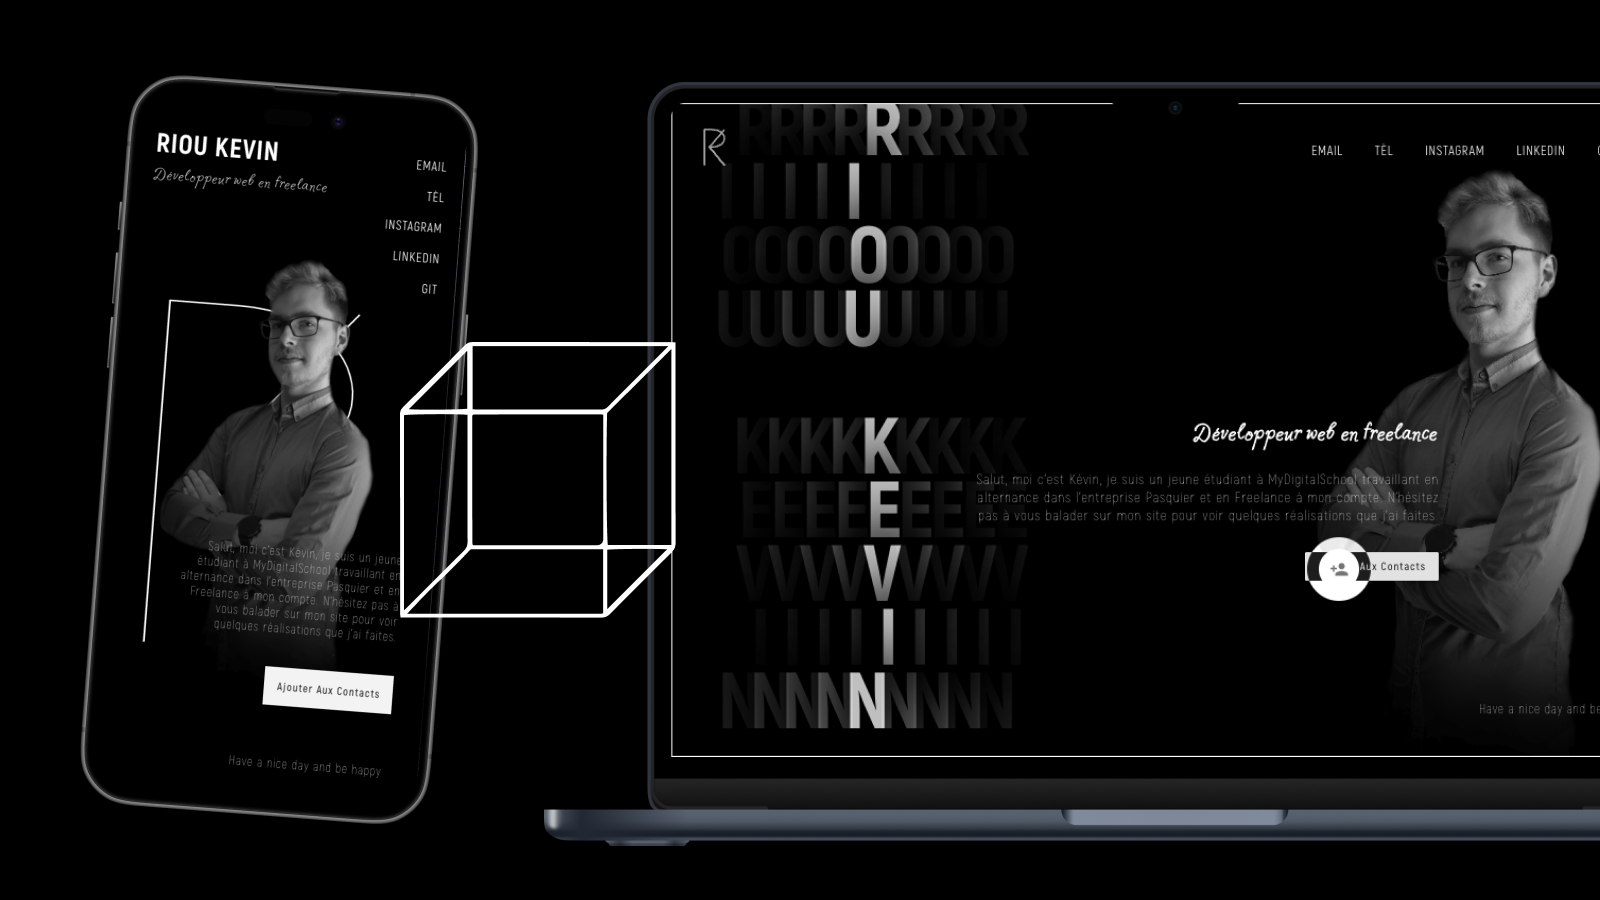 RIOU KEVIN
Développeur web en freelance
EMAIL
TÈL
INSTAGRAM
LINKEDIN
GIT
Salut, moi c'est Kévin, je suis un jeune
étudiant à MyDigitalSchool travaillant en
alternance dans l'entreprise Pasquier et en
Freelance à mon compte. N'hésitez pas à
vous balader sur mon site pour voir
quelques réalisations que j'ai faites.
Ajouter Aux Contacts
Have a nice day and be happy
R
EMAIL
TÈL
INSTAGRAM
LINKEDIN
RRRRRRRRR
IIIIIIIII
OOOOOOOOO
UUUUUUUUU
KKKKKKKKK
EEEEEEEEE
VVVVVVVVV
IIIIIIIII
NNNNNNNNN
Développeur web en freelance
Salut, moi c'est Kévin, je suis un jeune étudiant à MyDigitalSchool travaillant en
alternance dans l'entreprise Pasquier et en Freelance à mon compte. N'hésitez
pas à vous balader sur mon site pour voir quelques réalisations que j'ai faites.
Aux Contacts
Have a nice day and be